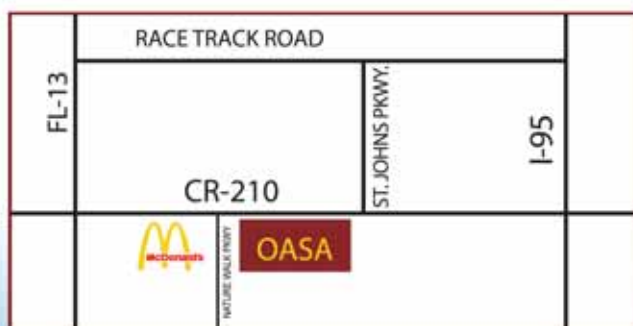 RACE TRACK ROAD
FL-13
ST. JOHNS PKWY.
I-95
CR-210
McDonald's
NATURE WALK PKWY
OASA